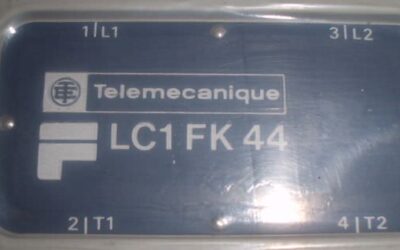 1 L1 3 L2
Telemecanique
LC1 FK 44
2 T1 4 T2